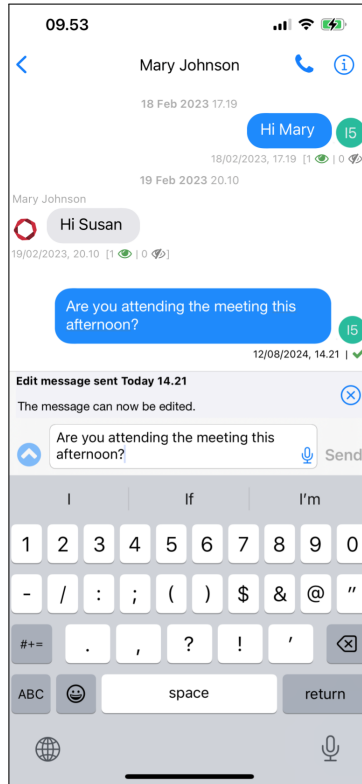 09.53
Mary Johnson
18 Feb 2023 17.19
Hi Mary
I5
18/02/2023, 17.19 [1 | 0
19 Feb 2023 20.10
Mary Johnson
Hi Susan
19/02/2023, 20.10 [1 | 0 ]
Are you attending the meeting this
afternoon?
I5
12/08/2024, 14.21 |
Edit message sent Today 14.21
The message can now be edited.
Are you attending the meeting this
afternoon?
Send
I If I'm
1 2 3 4 5 6 7 8 9 0
- / : ; ( ) $ & @ "
#+= . , ? ! '
ABC space return